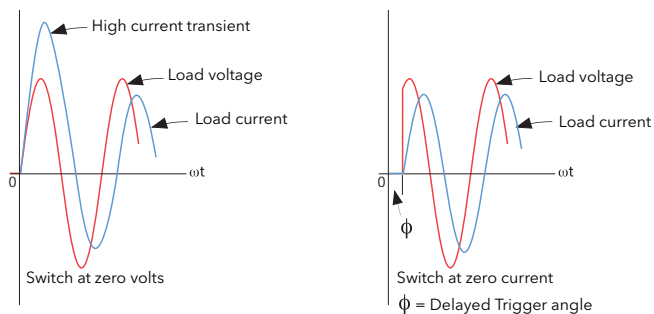 High current transient
Load voltage
Load current
ωt
0
Switch at zero volts
Load voltage
Load current
ωt
0
ϕ
Switch at zero current
ϕ = Delayed Trigger angle